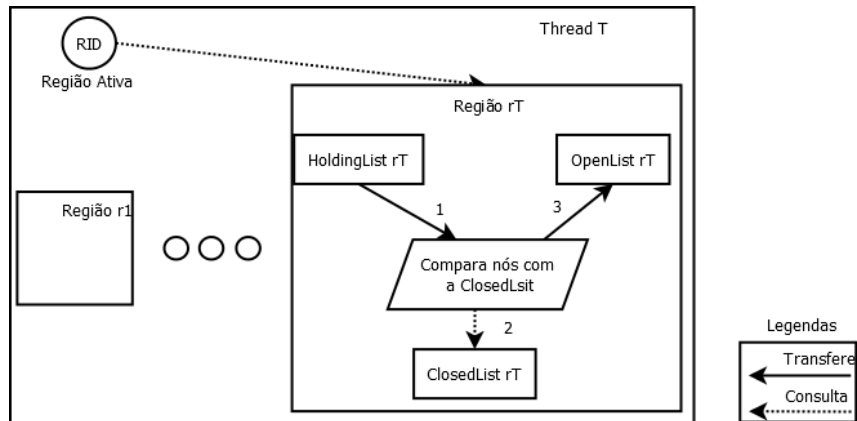 Thread T
RID
Região Ativa
Região rT
HoldingList rT
OpenList rT
Região r1
1
3
Compara nós com
a ClosedLsit
2
ClosedList rT
Legendas
Transfere
Consulta